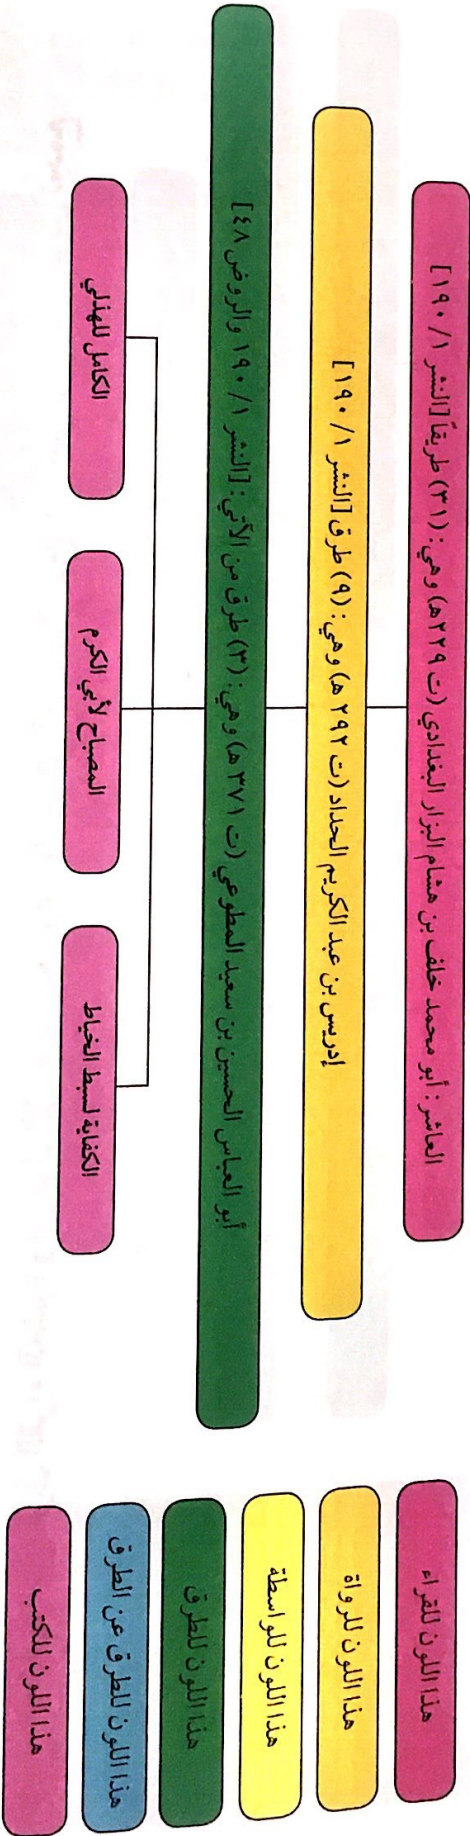 العاشر: أبو محمد خلف بن هشام البزار البغدادي (ت ٢٢٩ هـ) وهي: (٣١) طريقاً [النشر ١/ ١٩٠]
إدريس بن عبد الكريم الحداد (ت ٢٩٢ هـ) وهي: (٩) طرق [النشر ١/ ١٩٠]
أبو العباس الحسين بن سعيد المطوعي (ت ٣٧١ هـ) وهي: (٣) طرق من الآتي: [النشر ١/ ١٩٠ والروض ٤٨]
الكفاية لسبط الخياط
المصباح لأبي الكرم
الكامل للهذلي
هذا اللون للقراء
هذا اللون للرواة
هذا اللون للواسطة
هذا اللون للطرق
هذا اللون للطرق عن الطرق
هذا اللون للكتب